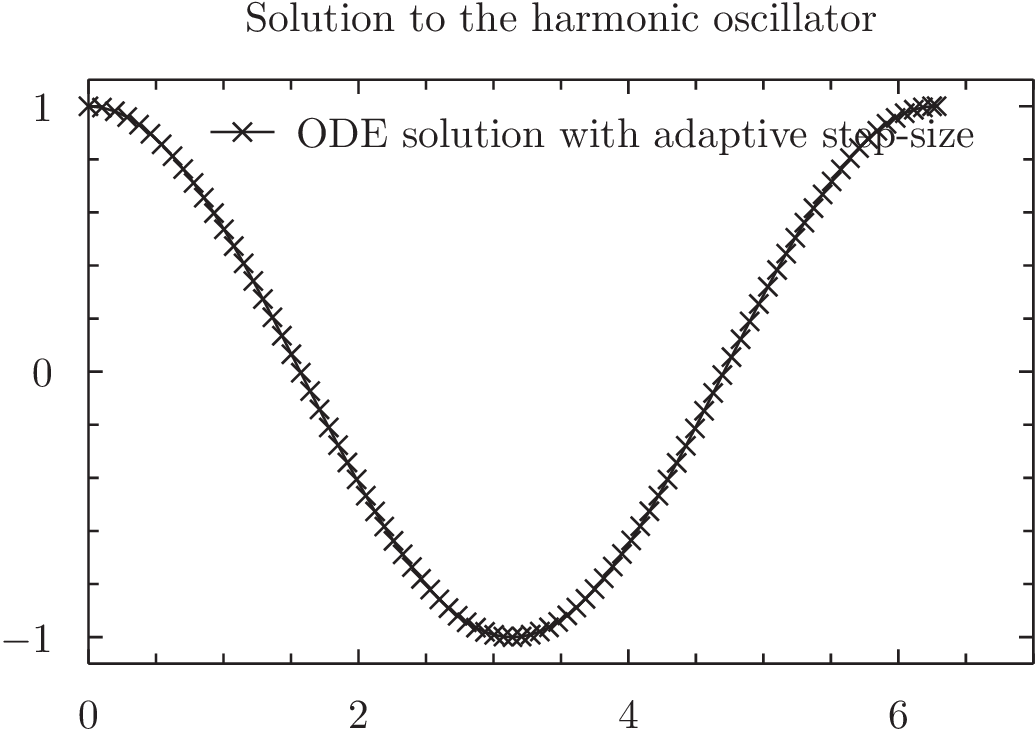 Solution to the harmonic oscillator
1
ODE solution with adaptive step-size
0
−1
0 2 4 6